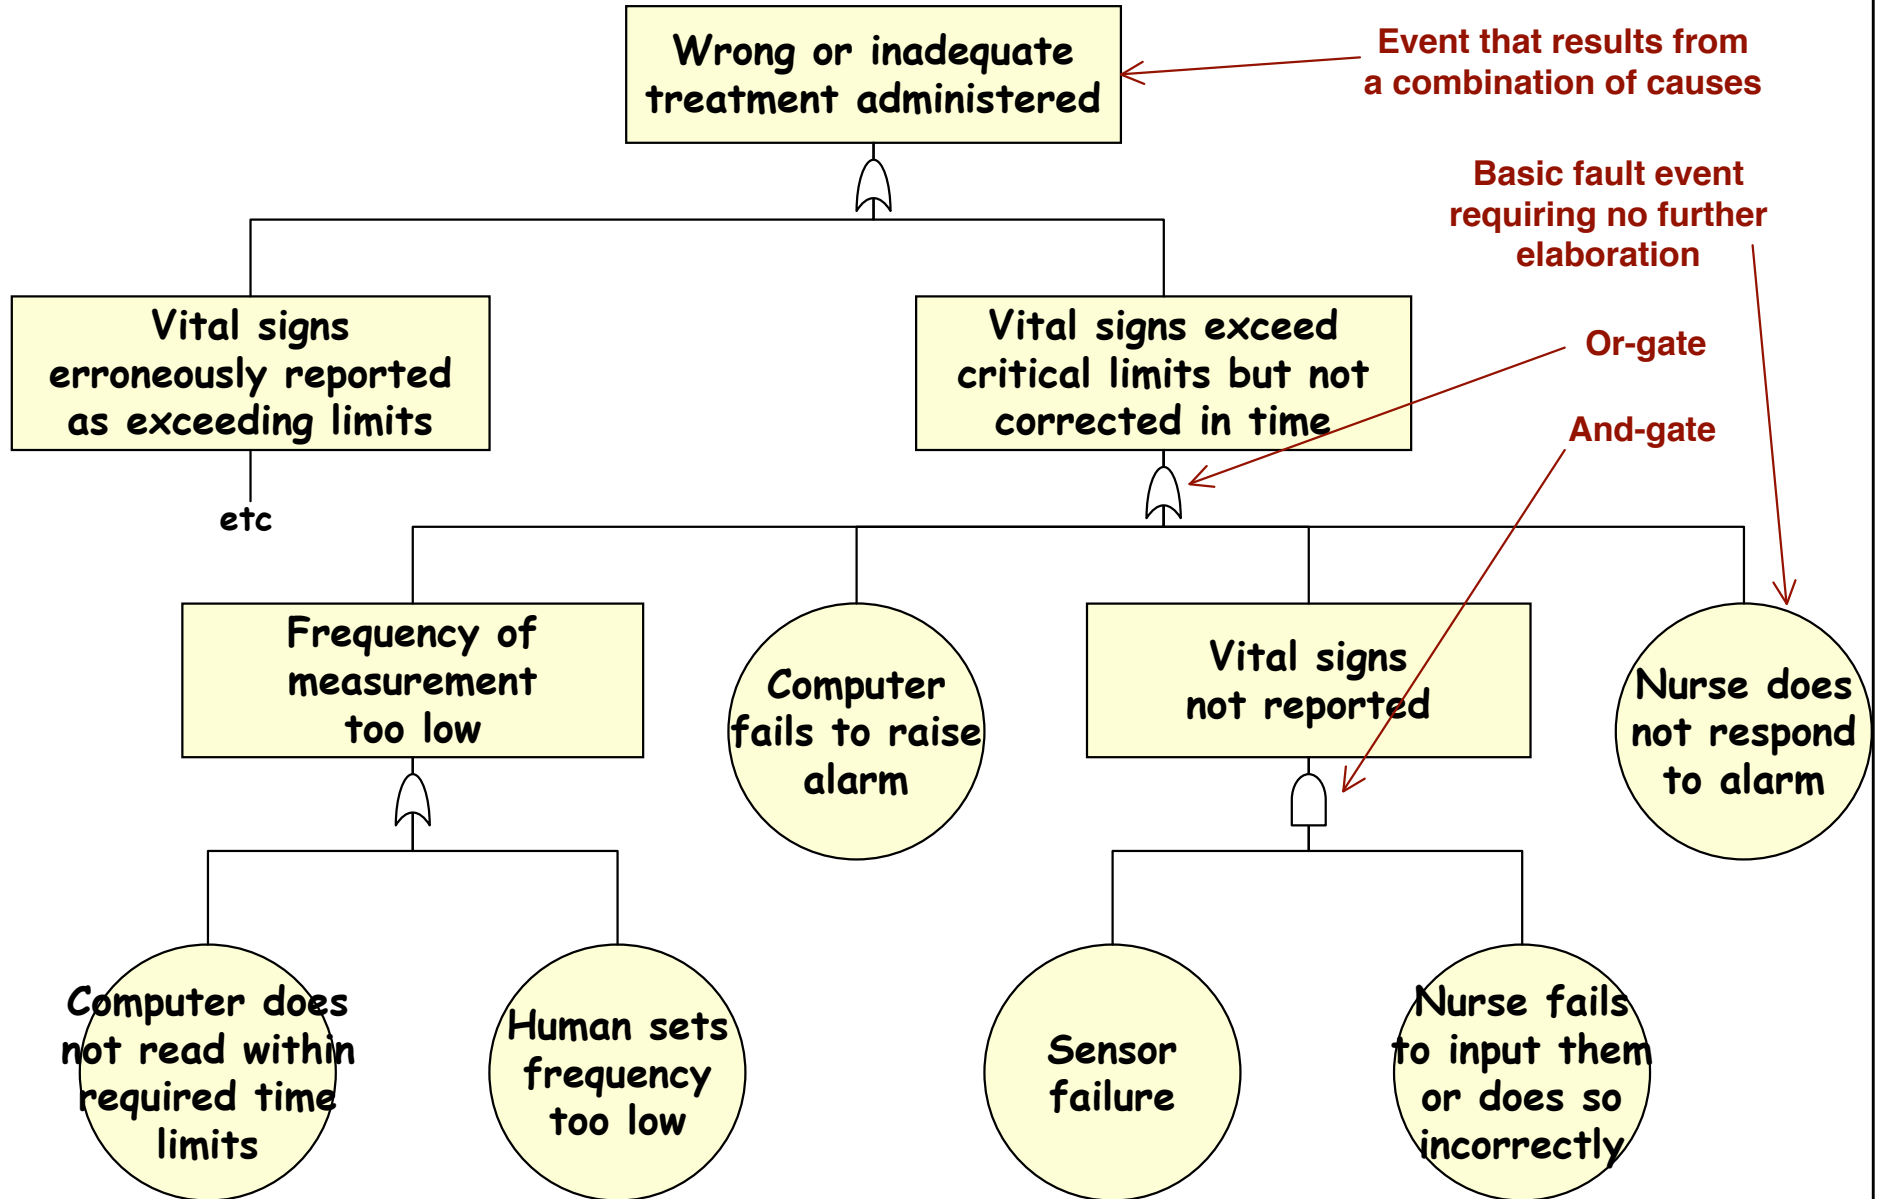 Wrong or inadequate
treatment administered
Event that results from
a combination of causes
Basic fault event
requiring no further
elaboration
Vital signs
erroneously reported
as exceeding limits
Vital signs exceed
critical limits but not
corrected in time
Or-gate
And-gate
etc
Frequency of
measurement
too low
Computer
fails to raise
alarm
Vital signs
not reported
Nurse does
not respond
to alarm
Computer does
not read within
required time
limits
Human sets
frequency
too low
Sensor
failure
Nurse fails
to input them
or does so
incorrectly